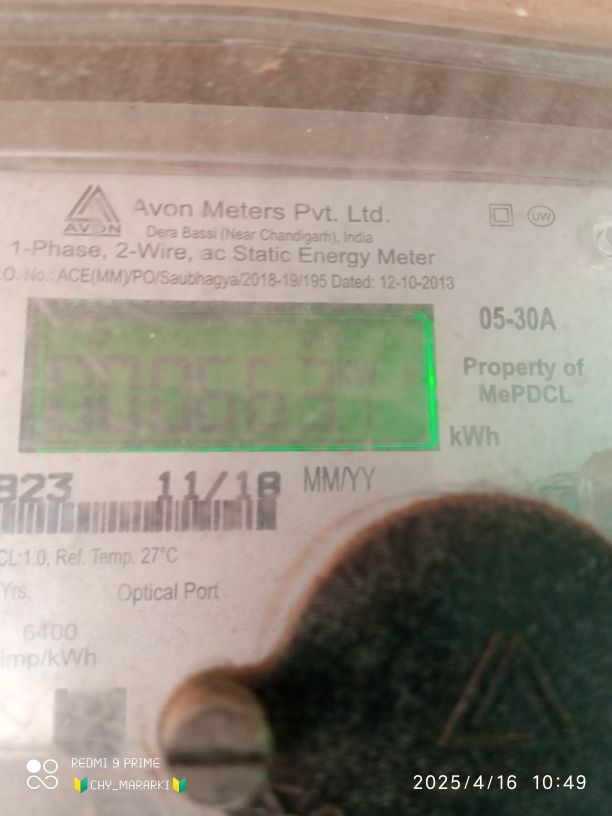 Avon Meters Pvt. Ltd.
AVON
Dera Bassi (Near Chandigarh), India
UW
1-Phase, 2-Wire, ac Static Energy Meter
O. No.: ACE(MM)/PO/Saubhagya/2018-19/195 Dated: 12-10-2013
05-30A
Property of
MePDCL
kWh
823 11/18 MM/YY
CL:1.0, Ref. Temp. 27°C
Yrs. Optical Port
6400
imp/kWh
REDMI 9 PRIME
CHY_MARARKI
2025/4/16 10:49